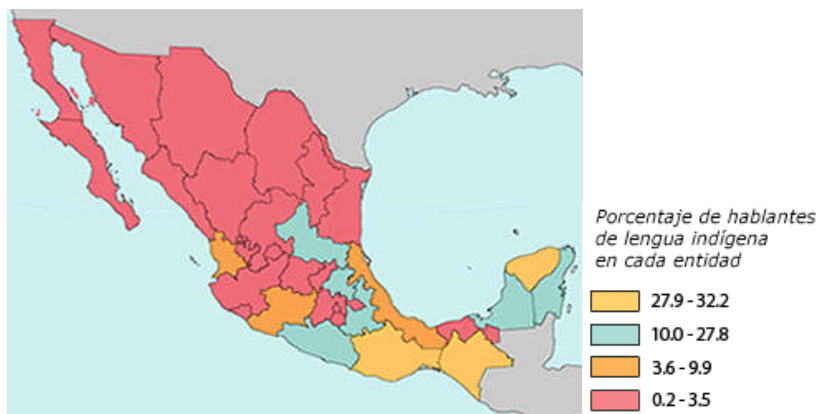 Porcentaje de hablantes
de lengua indígena
en cada entidad
27.9 - 32.2
10.0 - 27.8
3.6 - 9.9
0.2 - 3.5